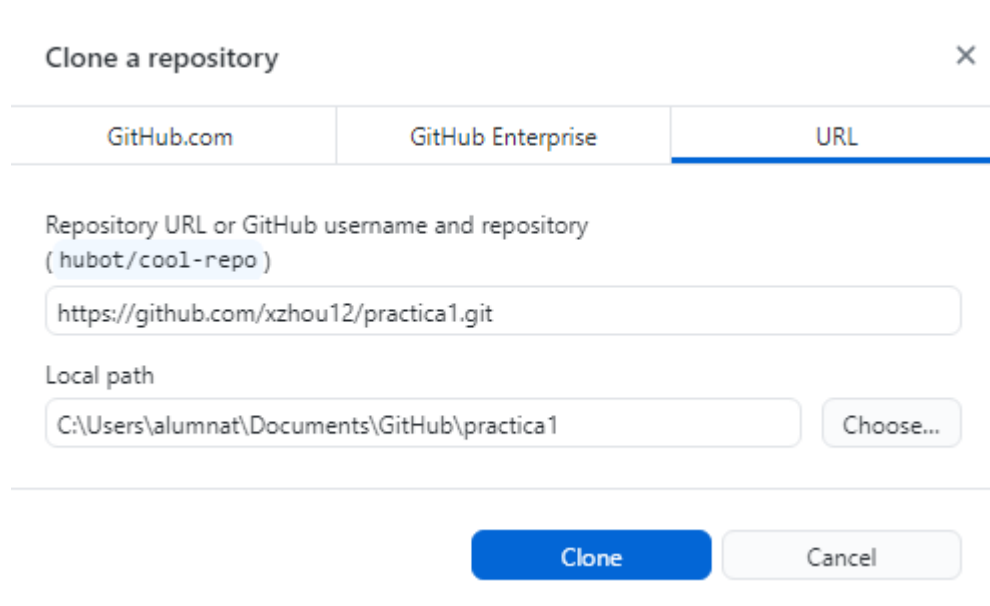 Clone a repository
GitHub.com GitHub Enterprise URL
Repository URL or GitHub username and repository
(hubot/cool-repo)
https://github.com/xzhou12/practica1.git
Local path
C:\Users\alumnat\Documents\GitHub\practica1 Choose...
Clone Cancel